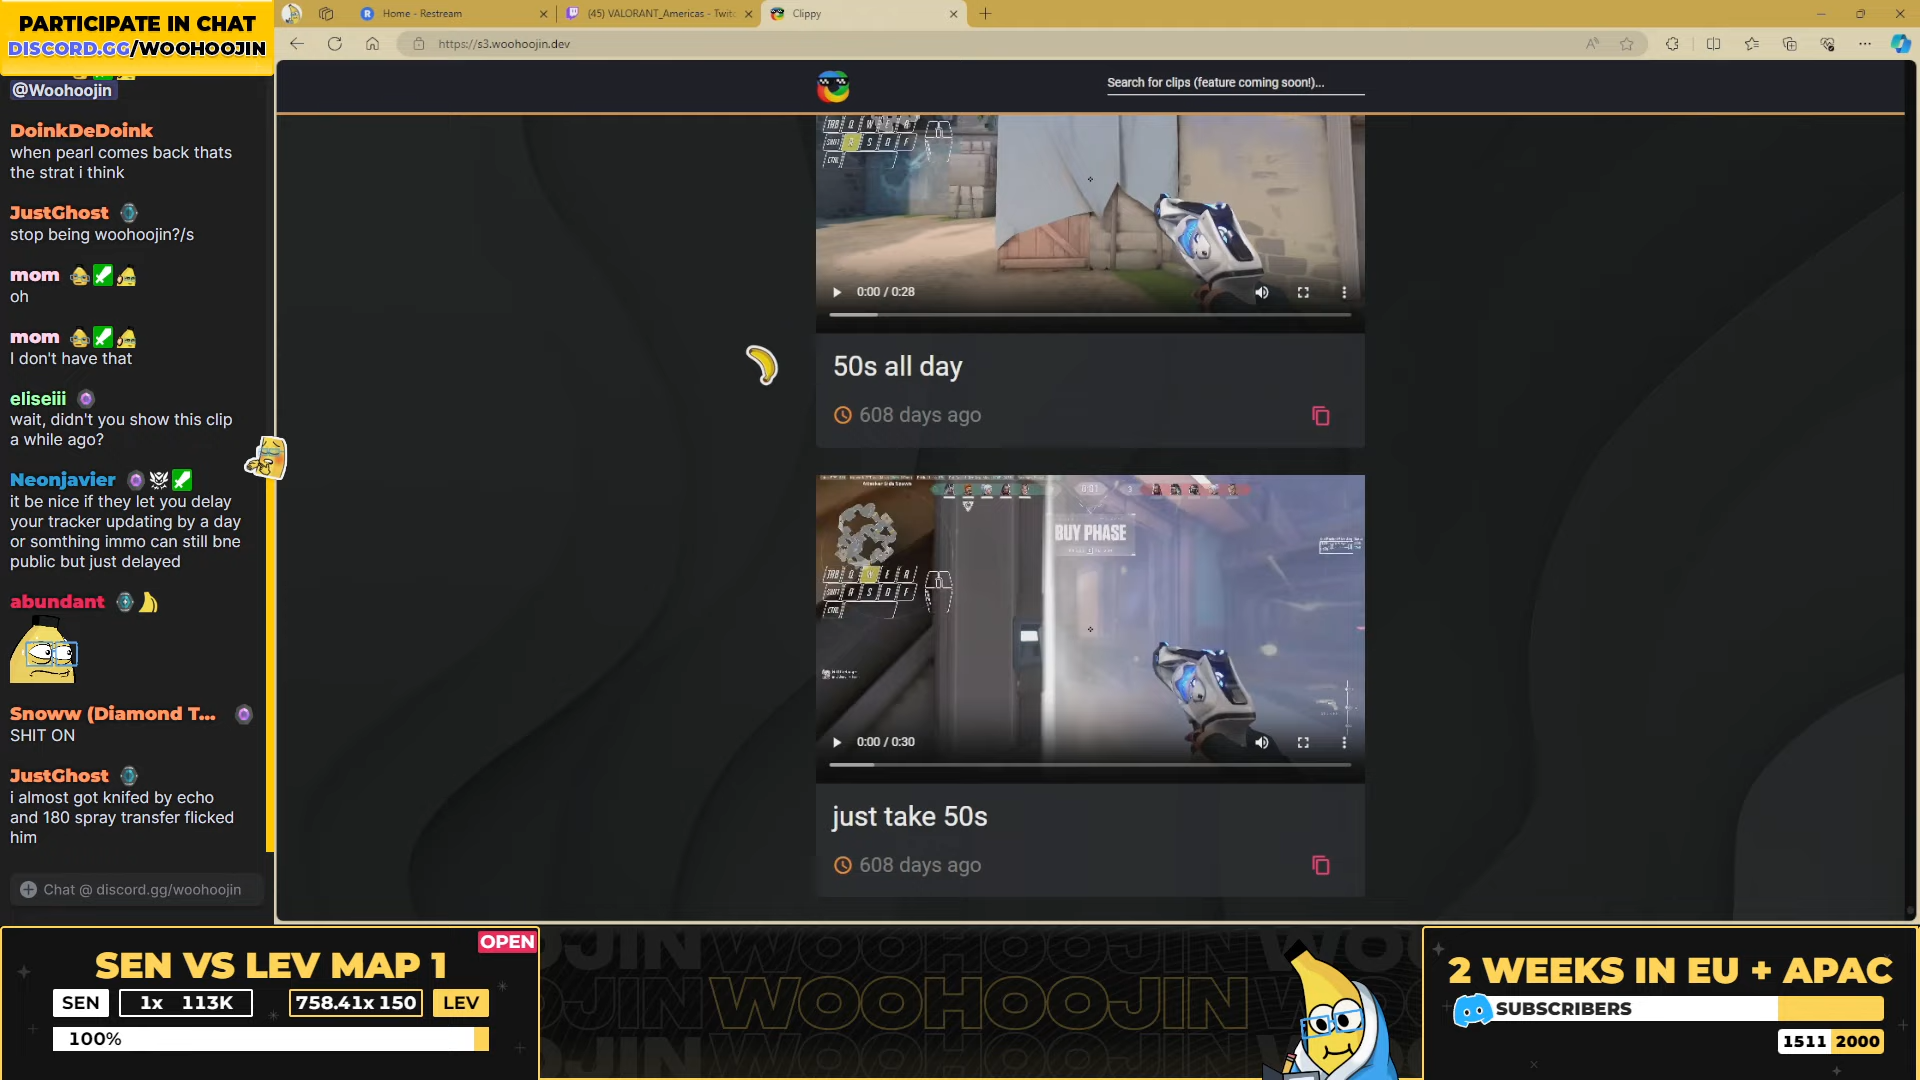 PARTICIPATE IN CHAT
DISCORD.GG/WOOHOOJIN
@Woohoojin
DoinkDeDoink
when pearl comes back thats
the strat i think
JustGhost
stop being woohoojin?/s
mom
oh
mom
I don't have that
eliseiii
wait, didn't you show this clip
a while ago?
Neonjavier
it be nice if they let you delay
your tracker updating by a day
or somthing immo can still bne
public but just delayed
abundant
Snoww (Diamond T...
SHIT ON
JustGhost
i almost got knifed by echo
and 180 spray transfer flicked
him
Chat @ discord.gg/woohoojin
Home - Restream
(45) VALORANT_Americas - Twitc
Clippy
https://s3.woohoojin.dev
Search for clips (feature coming soon!)...
0:00 / 0:28
50s all day
608 days ago
BUY PHASE
0:00 / 0:30
just take 50s
608 days ago
OPEN
SEN VS LEV MAP 1
SEN
1x 113K
758.41x 150
LEV
100%
WOOHOOJIN
2 WEEKS IN EU + APAC
SUBSCRIBERS
1511 2000